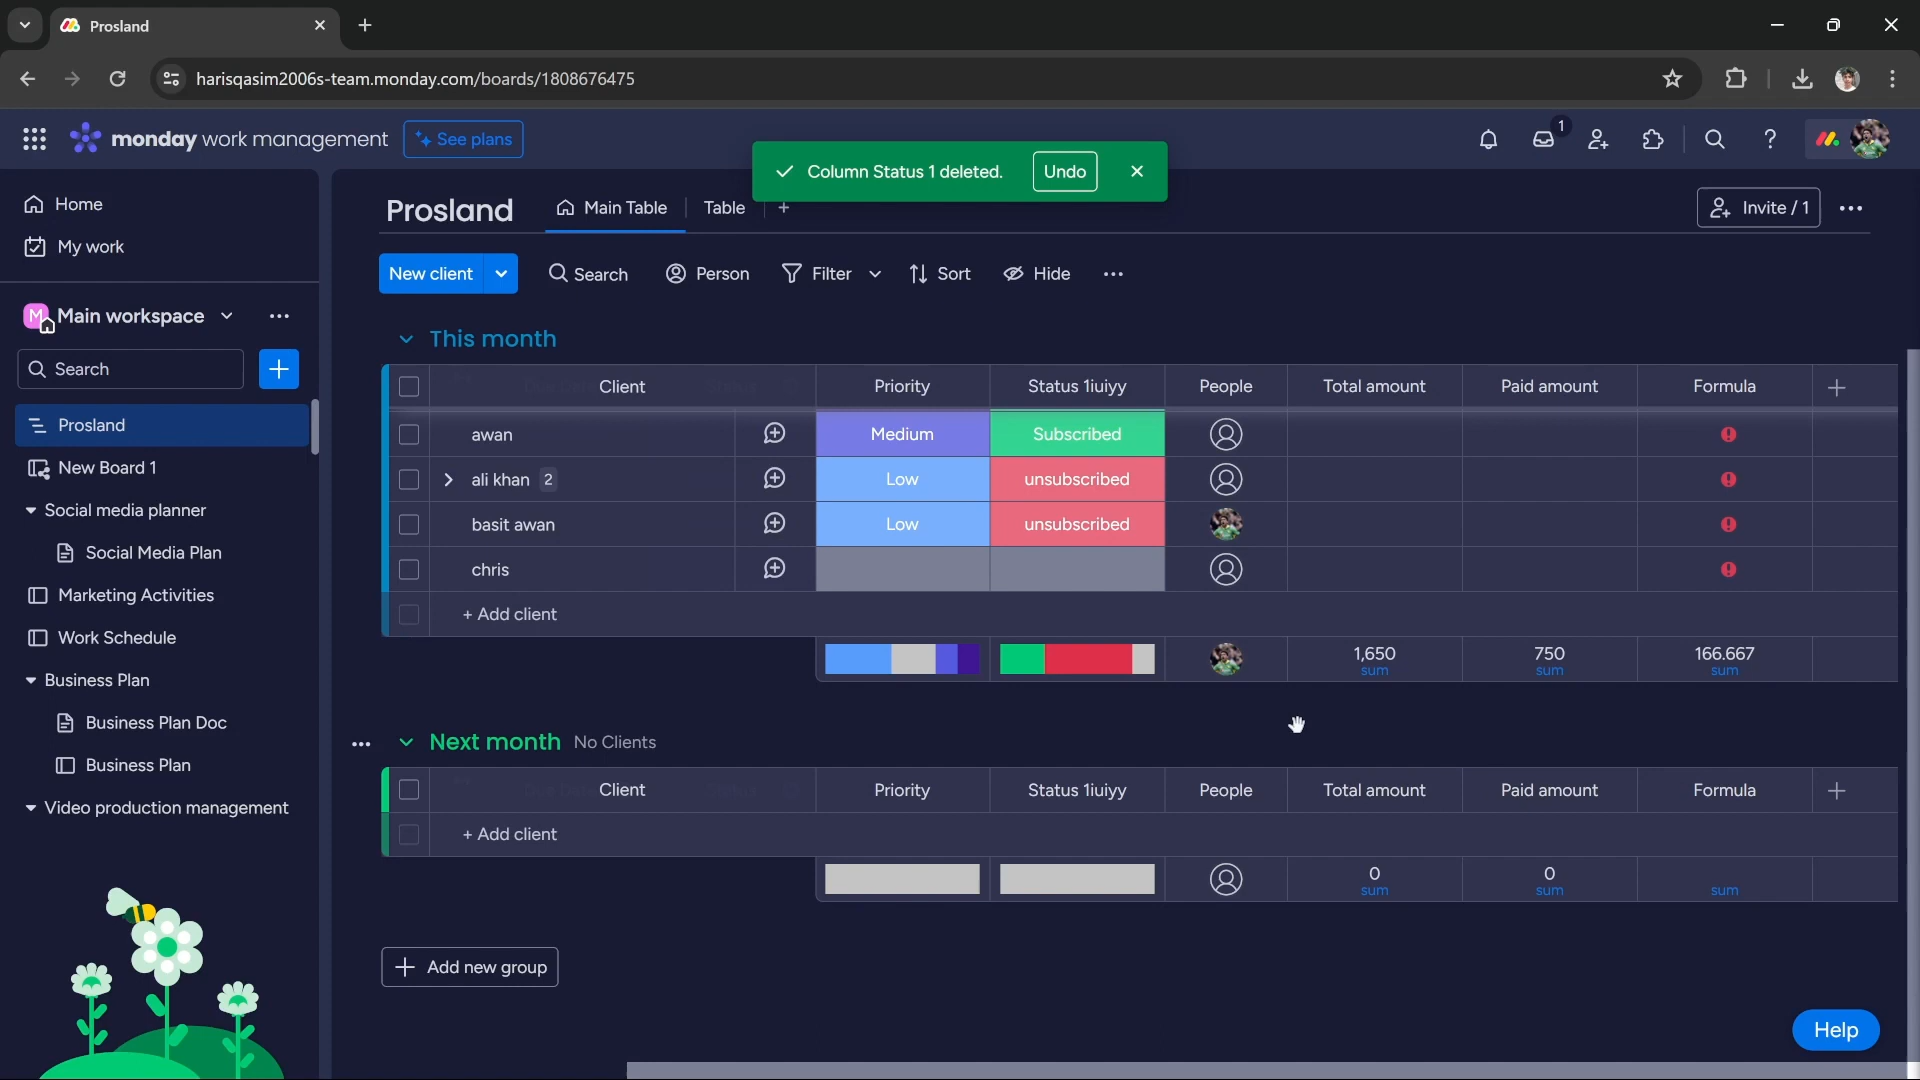 Prosland
harisqasim2006s-team.monday.com/boards/1808676475
monday work management
See plans
1
Column Status 1 deleted.
Undo
Home
My work
Main workspace
M
Search
Prosland
New Board 1
Social media planner
Social Media Plan
Marketing Activities
Work Schedule
Business Plan
Business Plan Doc
Business Plan
Video production management
Prosland
Main Table
Table
Invite / 1
New client
Search
Person
Filter
Sort
Hide
This month
Client Priority Status 1iuiyy People Total amount Paid amount Formula
awan Medium Subscribed
ali khan 2 Low unsubscribed
basit awan Low unsubscribed
chris
+ Add client
1,650 750 166.667
sum sum sum
Next month No Clients
Client Priority Status 1iuiyy People Total amount Paid amount Formula
+ Add client
0 0
sum sum sum
Add new group
Help